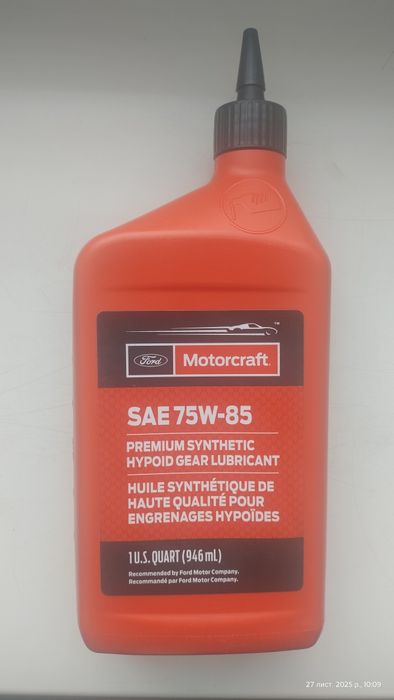 Ford
Motorcraft
SAE 75W-85
PREMIUM SYNTHETIC
HYPOID GEAR LUBRICANT
HUILE SYNTHÉTIQUE DE
HAUTE QUALITÉ POUR
ENGRENAGES HYPOÏDES
1 U.S. QUART (946 mL)
Recommended by Ford Motor Company.
Recommandé par Ford Motor Company.
27 лист. 2025 р., 10:09